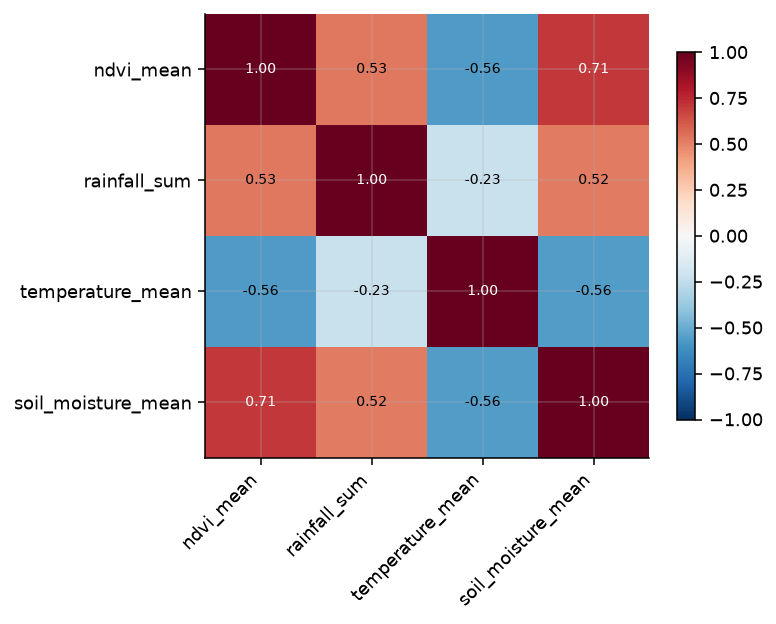 ndvi_mean 1.00 0.53 -0.56 0.71
rainfall_sum 0.53 1.00 -0.23 0.52
temperature_mean -0.56 -0.23 1.00 -0.56
soil_moisture_mean 0.71 0.52 -0.56 1.00
ndvi_mean
rainfall_sum
temperature_mean
soil_moisture_mean
1.00
0.75
0.50
0.25
0.00
−0.25
−0.50
−0.75
−1.00